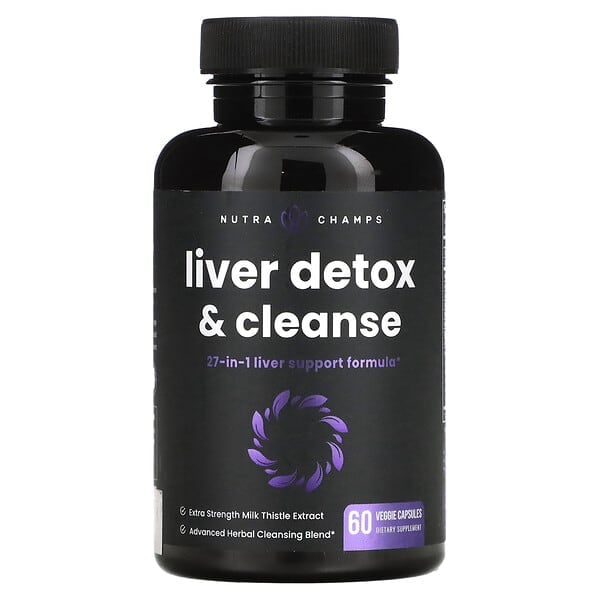 NUTRA CHAMPS
liver detox
& cleanse
27-in-1 liver support formula*
Extra Strength Milk Thistle Extract
Advanced Herbal Cleansing Blend*
60 VEGGIE CAPSULES
DIETARY SUPPLEMENT